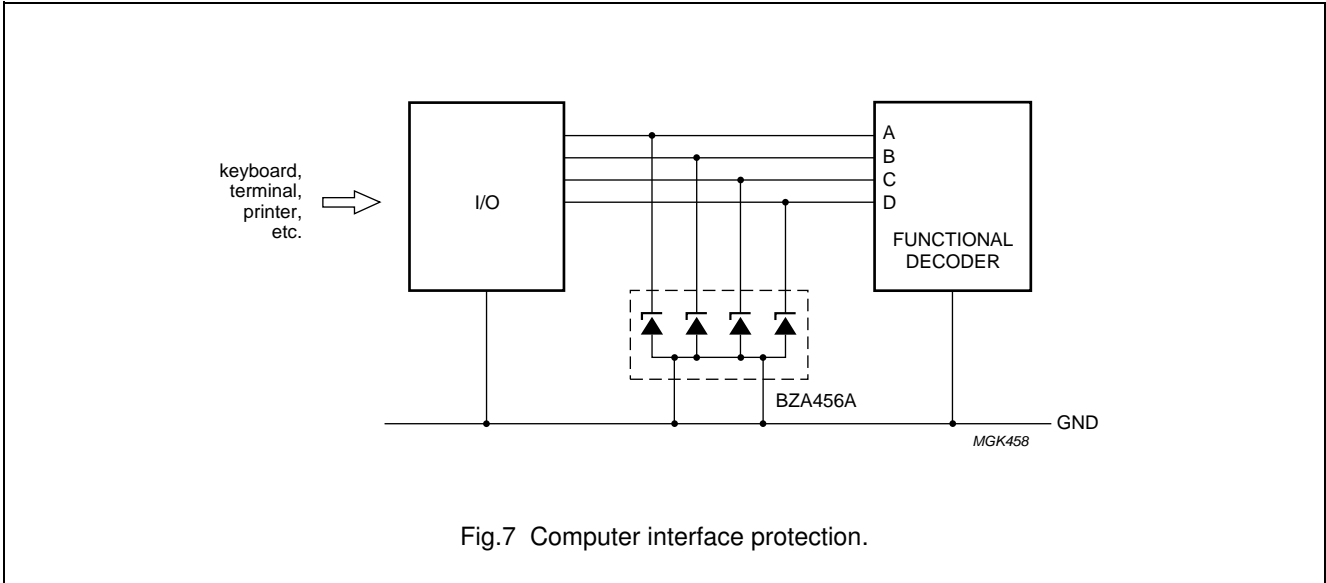 keyboard,
terminal,
printer,
etc.
I/O
A
B
C
D
FUNCTIONAL
DECODER
BZA456A
GND
MGK458
Fig.7 Computer interface protection.